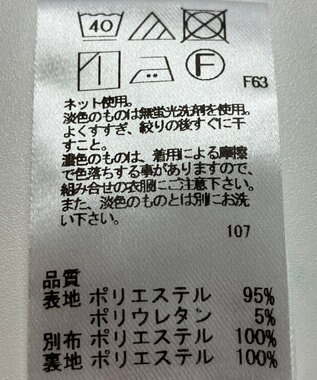 40
F
F63
ネット使用。
淡色のものは無蛍光洗剤を使用。
よくすすぎ、絞りの後すぐに干
すこと。
濃色のものは、着用による摩擦
で色落ちする事がありますので、
組み合せの衣服にご注意下さい。
また、淡色のものとは別にお洗
い下さい。
107
品質
表地 ポリエステル 95%
ポリウレタン 5%
別布 ポリエステル 100%
裏地 ポリエステル 100%